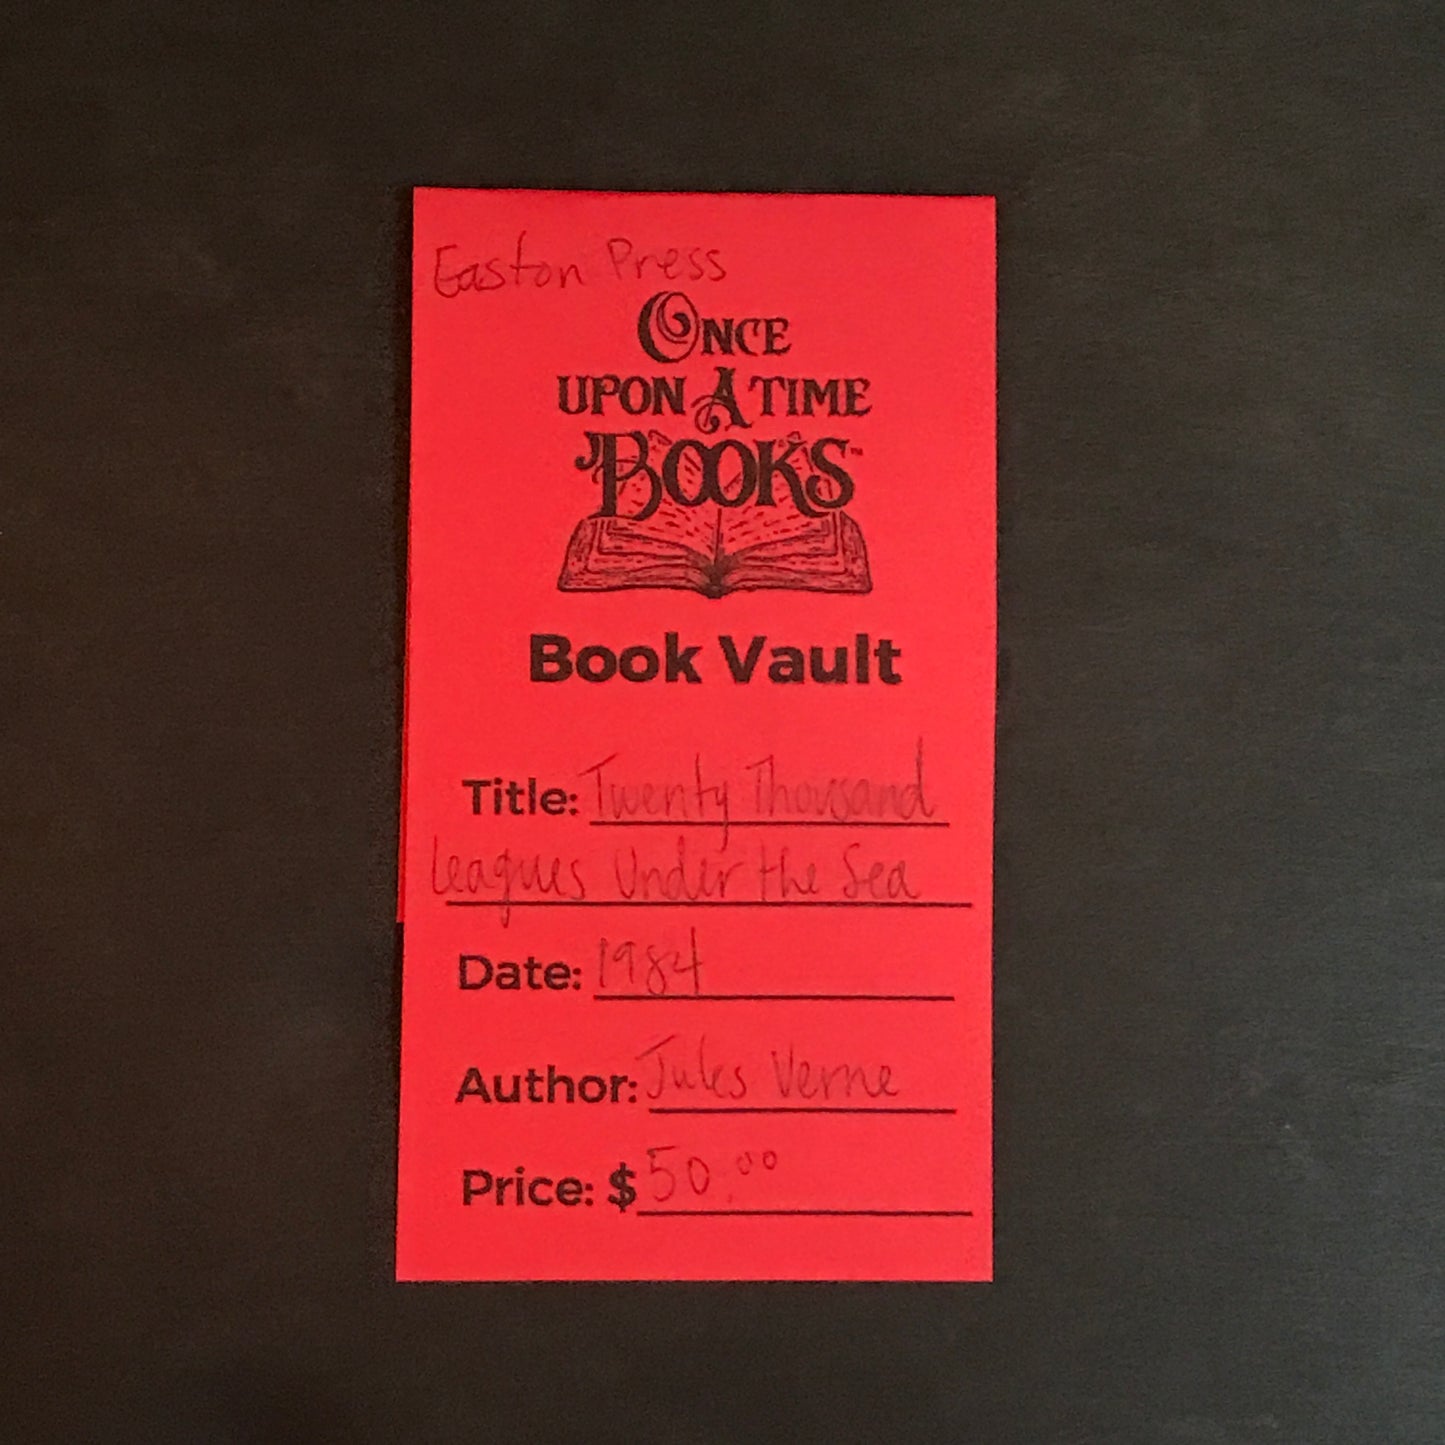 Easton Press
ONCE
UPON A TIME
BOOKS™
Book Vault
Title: Twenty Thousand
Leagues Under the Sea
Date: 1984
Author: Jules Verne
Price: $50.00